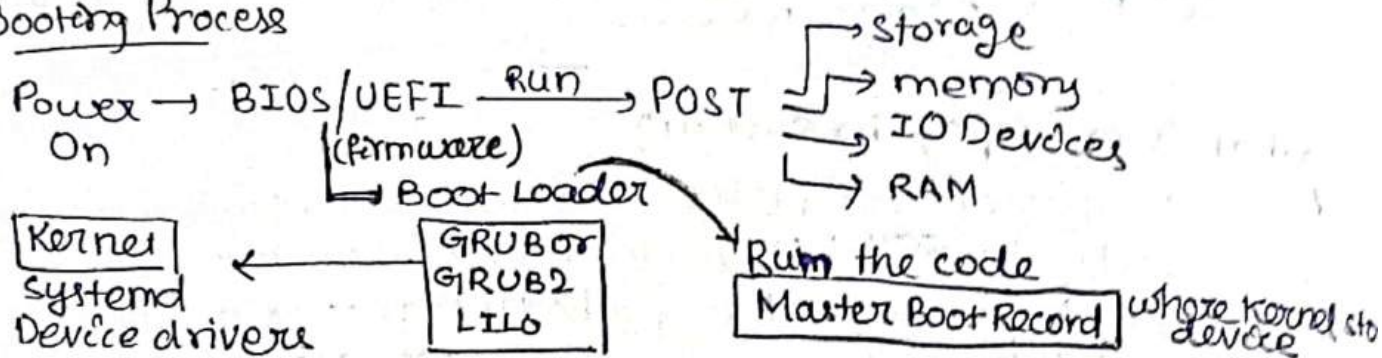 Booting Process
Power On → BIOS/UEFI Run → POST → storage
→ memory
→ IO Devices
→ RAM
(firmware)
→ Boot Loader
GRUB or
GRUB2
LILO
Run the code
Master Boot Record where Kernel sto
device
Kernel
systemd
Device drivers